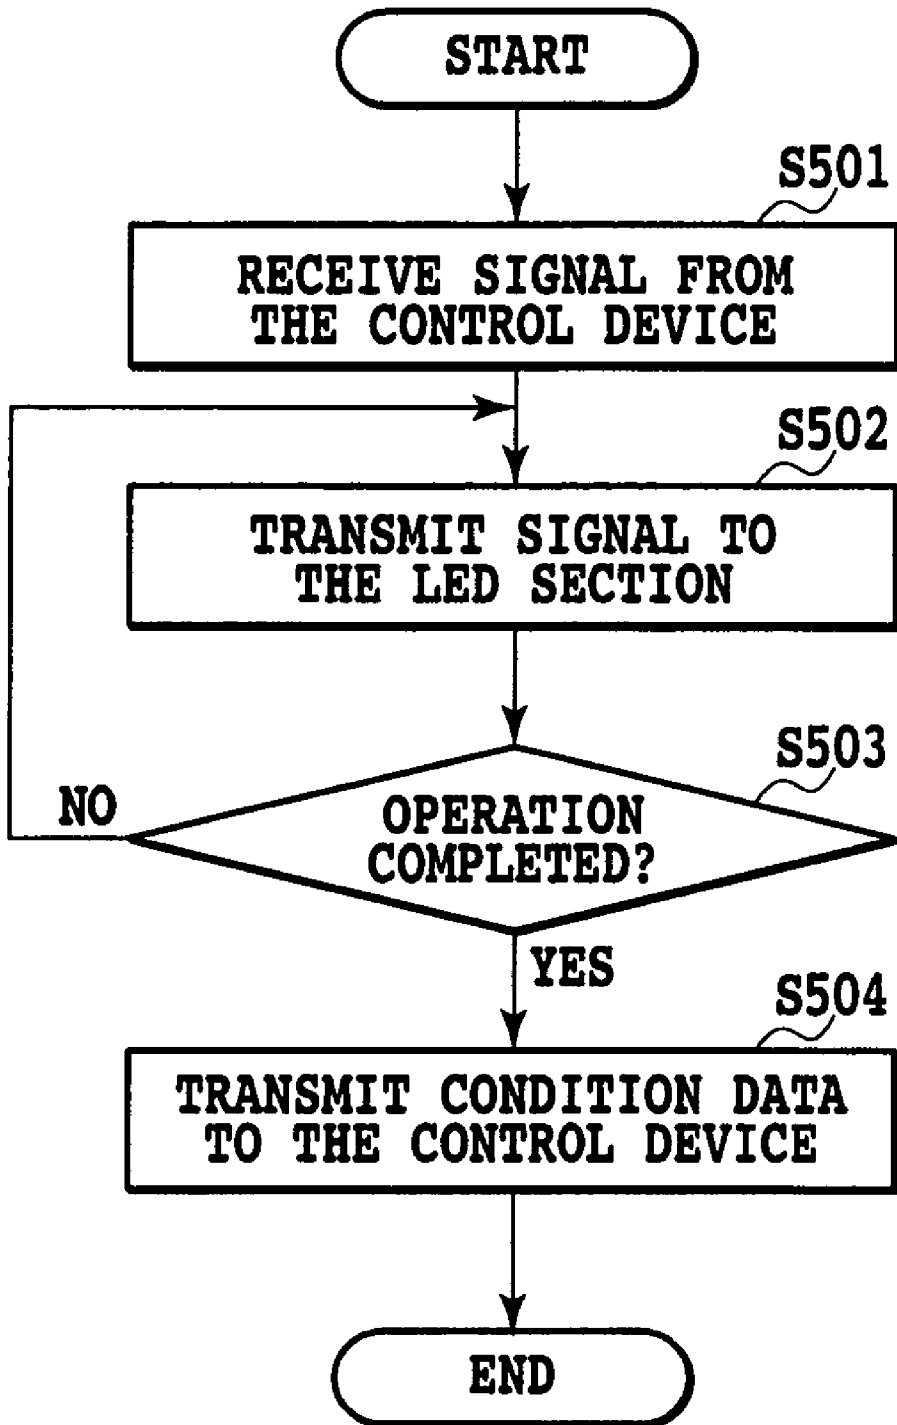 START
S501
RECEIVE SIGNAL FROM
THE CONTROL DEVICE
S502
TRANSMIT SIGNAL TO
THE LED SECTION
S503
OPERATION
COMPLETED?
NO
YES
S504
TRANSMIT CONDITION DATA
TO THE CONTROL DEVICE
END